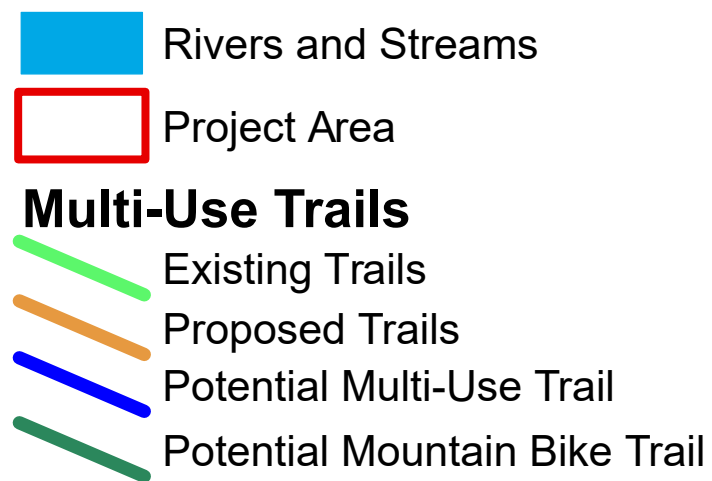 Rivers and Streams
Project Area
Multi-Use Trails
Existing Trails
Proposed Trails
Potential Multi-Use Trail
Potential Mountain Bike Trail